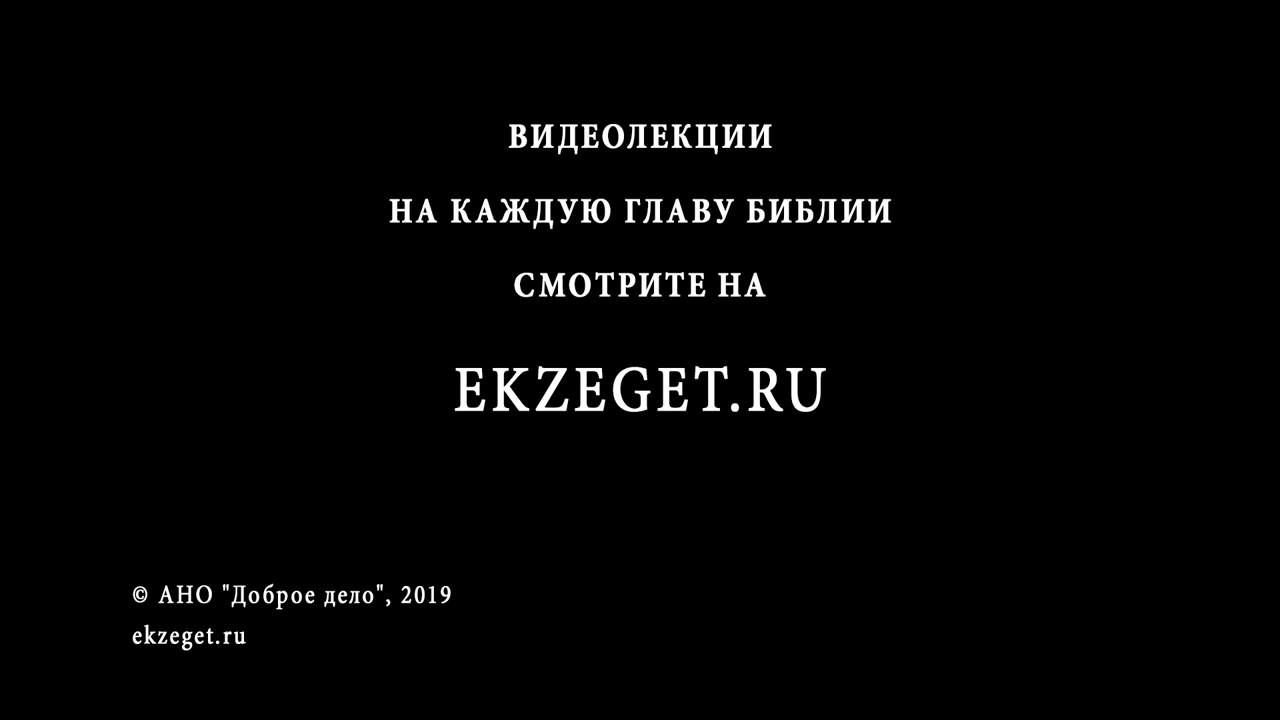 ВИДЕОЛЕКЦИИ
НА КАЖДУЮ ГЛАВУ БИБЛИИ
СМОТРИТЕ НА
EKZEGET.RU
© АНО "Доброе дело", 2019
ekzeget.ru